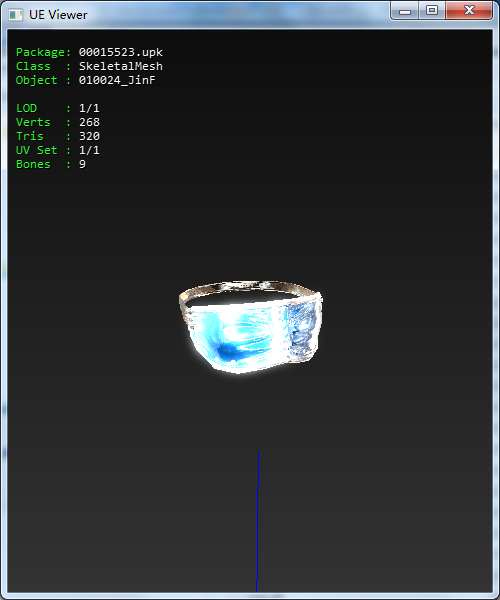 UE Viewer
Package: 00015523.upk
Class  : SkeletalMesh
Object : 010024_JinF
LOD    : 1/1
Verts  : 268
Tris   : 320
UV Set : 1/1
Bones  : 9